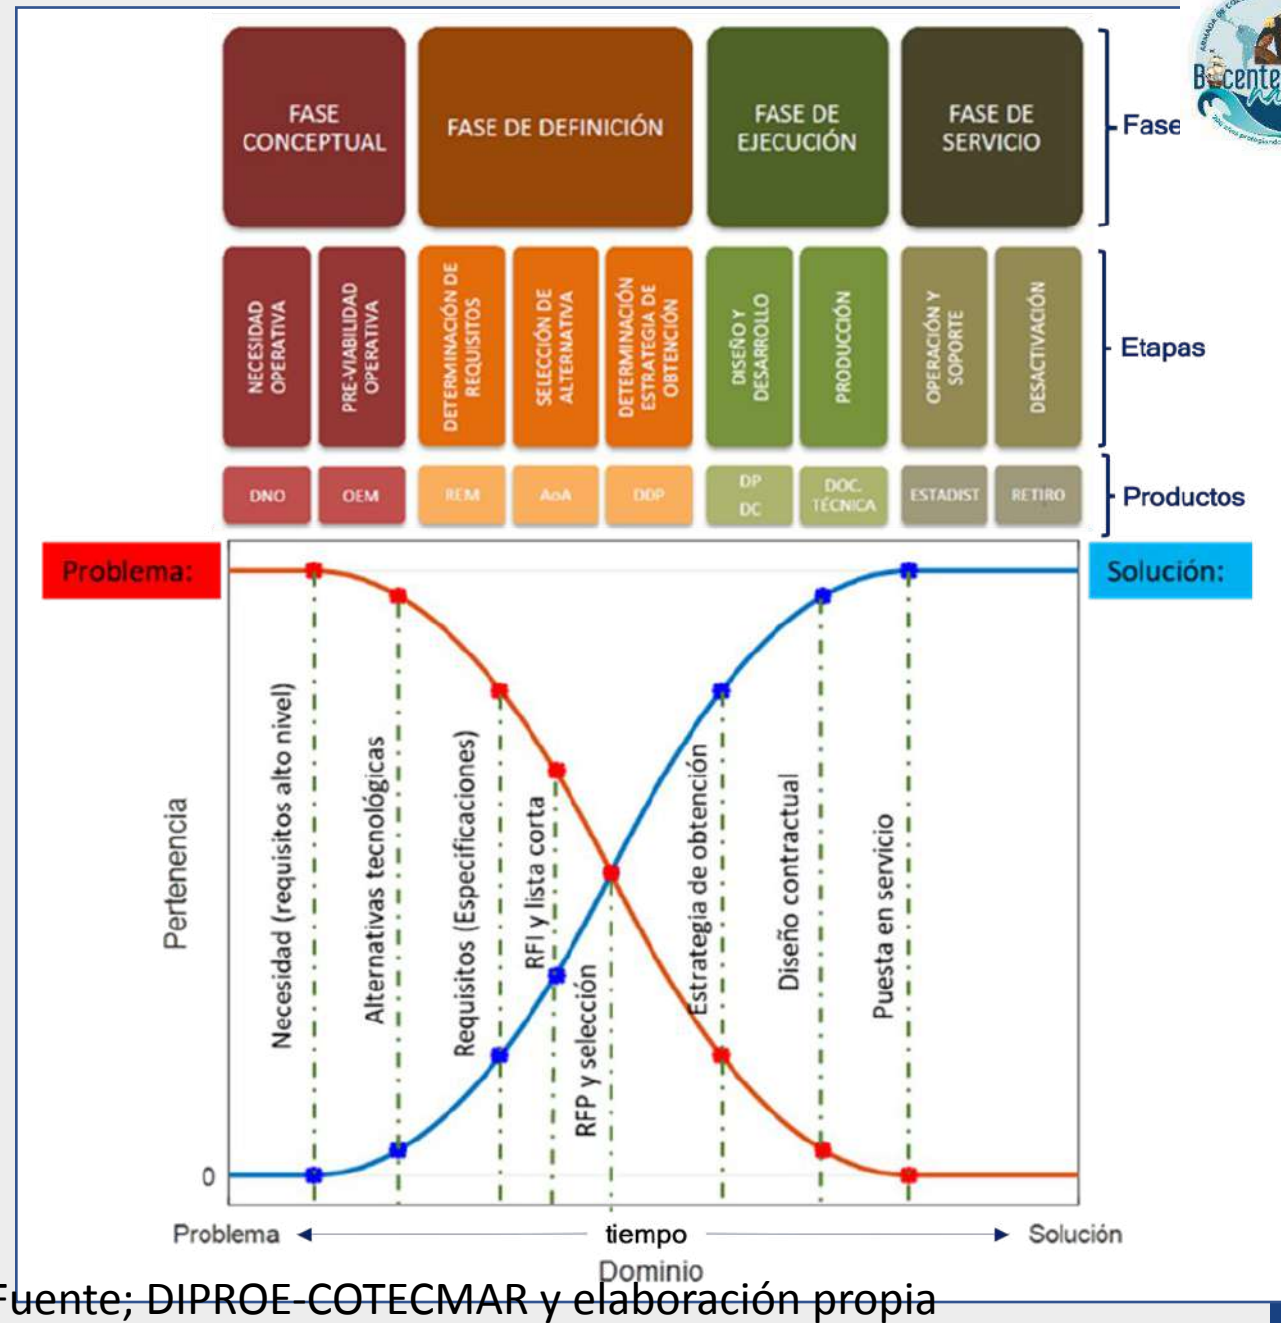 FASE
CONCEPTUAL
FASE DE DEFINICIÓN
FASE DE
EJECUCIÓN
FASE DE
SERVICIO
Fase
NECESIDAD
OPERATIVA
PRE-VIABILIDAD
OPERATIVA
DETERMINACIÓN DE
REQUISITOS
SELECCIÓN DE
ALTERNATIVA
DETERMINACIÓN
ESTRATEGIA DE
OBTENCIÓN
DISEÑO Y
DESARROLLO
PRODUCCIÓN
OPERACIÓN Y
SOPORTE
DESACTIVACIÓN
Etapas
DNO
OEM
REM
AoA
DDP
DP
DC
DOC.
TÉCNICA
ESTADIST
RETIRO
Productos
Problema:
Solución:
Pertenencia
Necesidad (requisitos alto nivel)
Alternativas tecnológicas
Requisitos (Especificaciones)
RFI y lista corta
RFP y selección
Estrategia de obtención
Diseño contractual
Puesta en servicio
0
Problema
tiempo
Solución
Dominio
Fuente; DIPROE-COTECMAR y elaboración propia